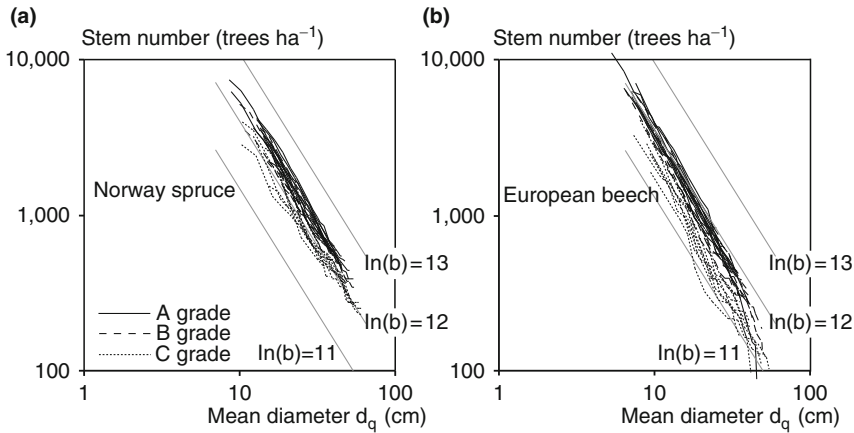 (a)
Stem number (trees ha⁻¹)
10,000
1,000
100
Norway spruce
ln(b)=13
ln(b)=12
ln(b)=11
A grade
B grade
C grade
1
10
100
Mean diameter d_q (cm)
(b)
Stem number (trees ha⁻¹)
10,000
1,000
100
European beech
ln(b)=13
ln(b)=12
ln(b)=11
1
10
100
Mean diameter d_q (cm)